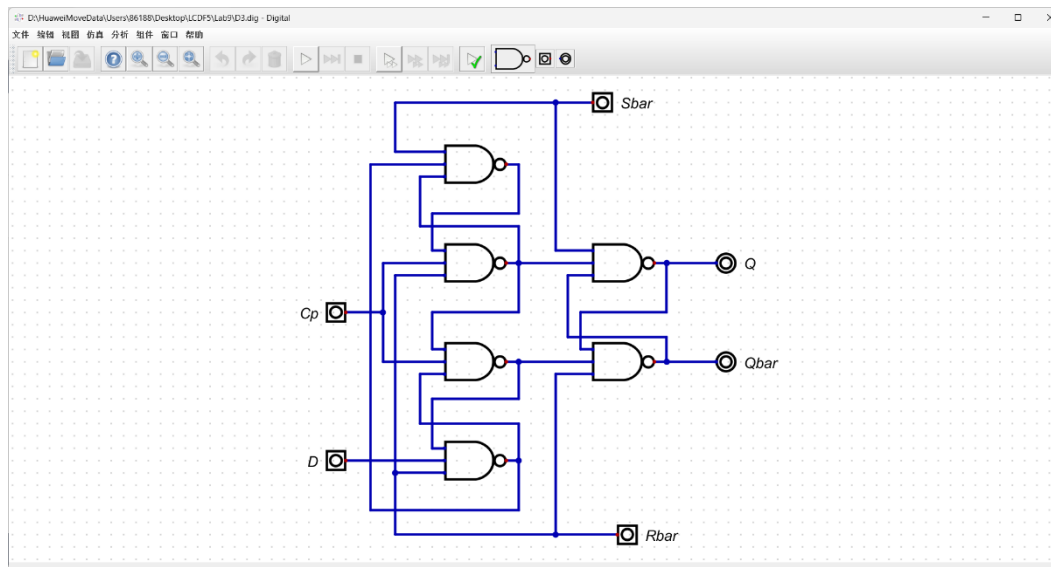 D:\HuaweiMoveData\Users\86188\Desktop\LCDF5\Lab9\D3.dig - Digital
文件 编辑 视图 仿真 分析 组件 窗口 帮助
Sbar
Q
Cp
Qbar
D
Rbar